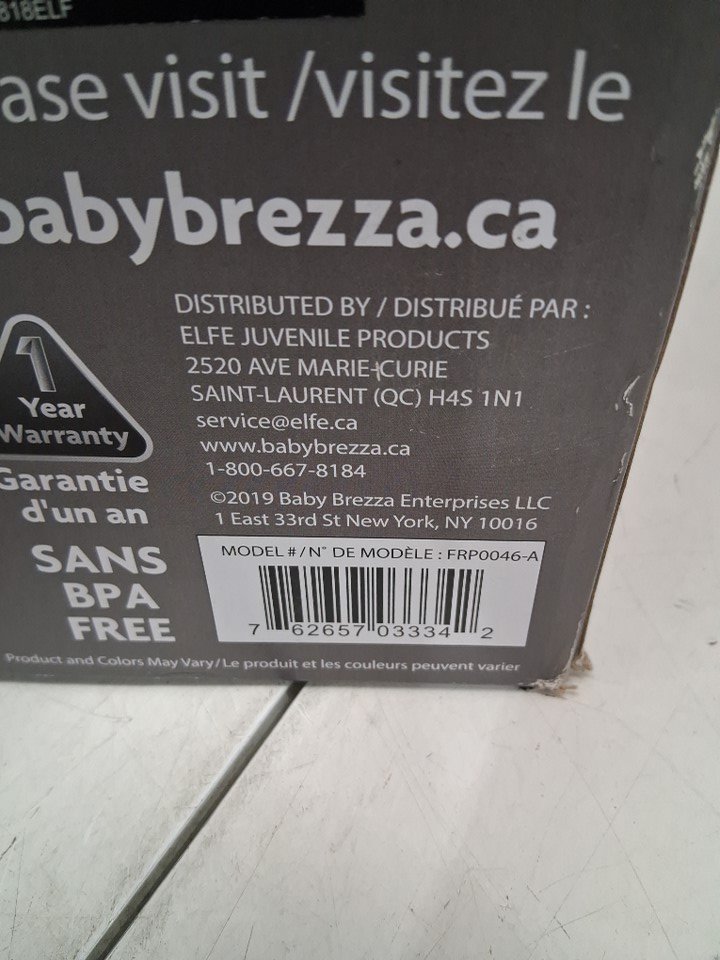 818ELF
ase visit /visitez le
babybrezza.ca
DISTRIBUTED BY / DISTRIBUÉ PAR :
ELFE JUVENILE PRODUCTS
2520 AVE MARIE-CURIE
SAINT-LAURENT (QC) H4S 1N1
service@elfe.ca
www.babybrezza.ca
1-800-667-8184
©2019 Baby Brezza Enterprises LLC
1 East 33rd St New York, NY 10016
1
Year
Warranty
Garantie
d'un an
SANS
BPA
FREE
MODEL # / N° DE MODÈLE : FRP0046-A
7 62657 03334 2
Product and Colors May Vary/Le produit et les couleurs peuvent varier